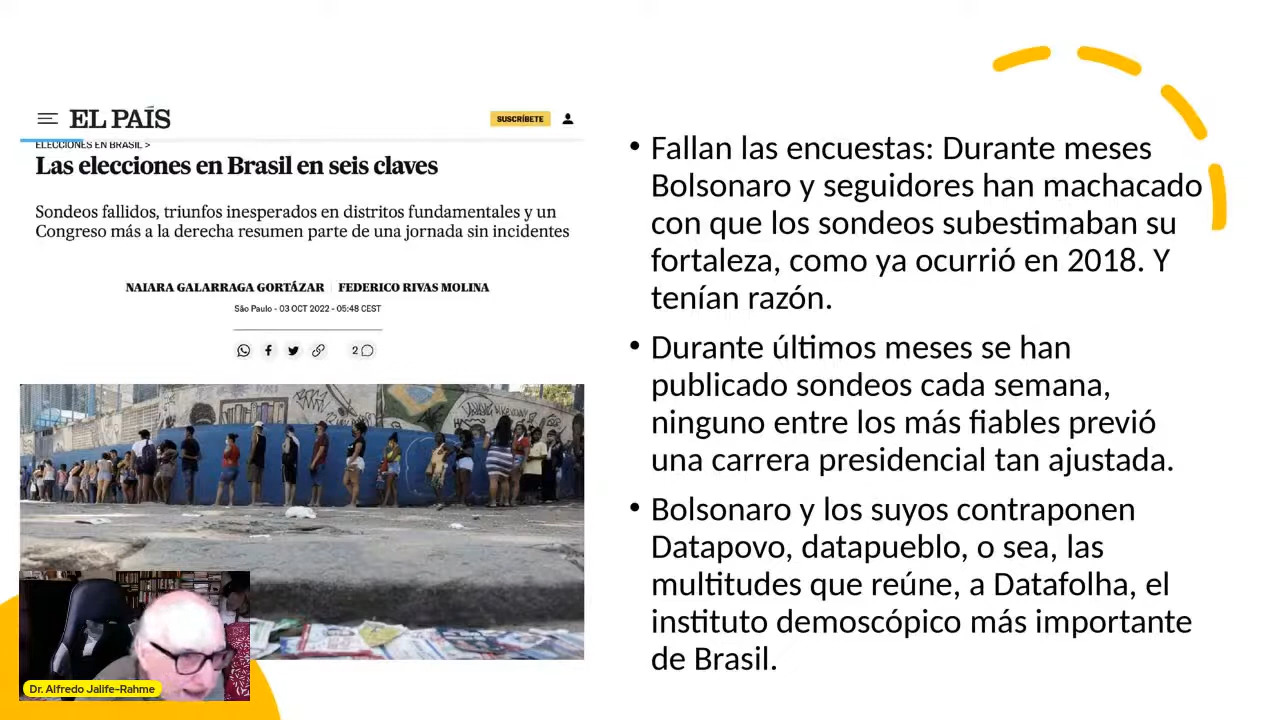 EL PAÍS
SUSCRÍBETE
ELECCIONES EN BRASIL >
Las elecciones en Brasil en seis claves
Sondeos fallidos, triunfos inesperados en distritos fundamentales y un
Congreso más a la derecha resumen parte de una jornada sin incidentes
NAIARA GALARRAGA GORTÁZAR | FEDERICO RIVAS MOLINA
São Paulo - 03 OCT 2022 - 05:48 CEST
2
Dr. Alfredo Jalife-Rahme
• Fallan las encuestas: Durante meses
Bolsonaro y seguidores han machacado
con que los sondeos subestimaban su
fortaleza, como ya ocurrió en 2018. Y
tenían razón.
• Durante últimos meses se han
publicado sondeos cada semana,
ninguno entre los más fiables previó
una carrera presidencial tan ajustada.
• Bolsonaro y los suyos contraponen
Datapovo, datapueblo, o sea, las
multitudes que reúne, a Datafolha, el
instituto demoscópico más importante
de Brasil.